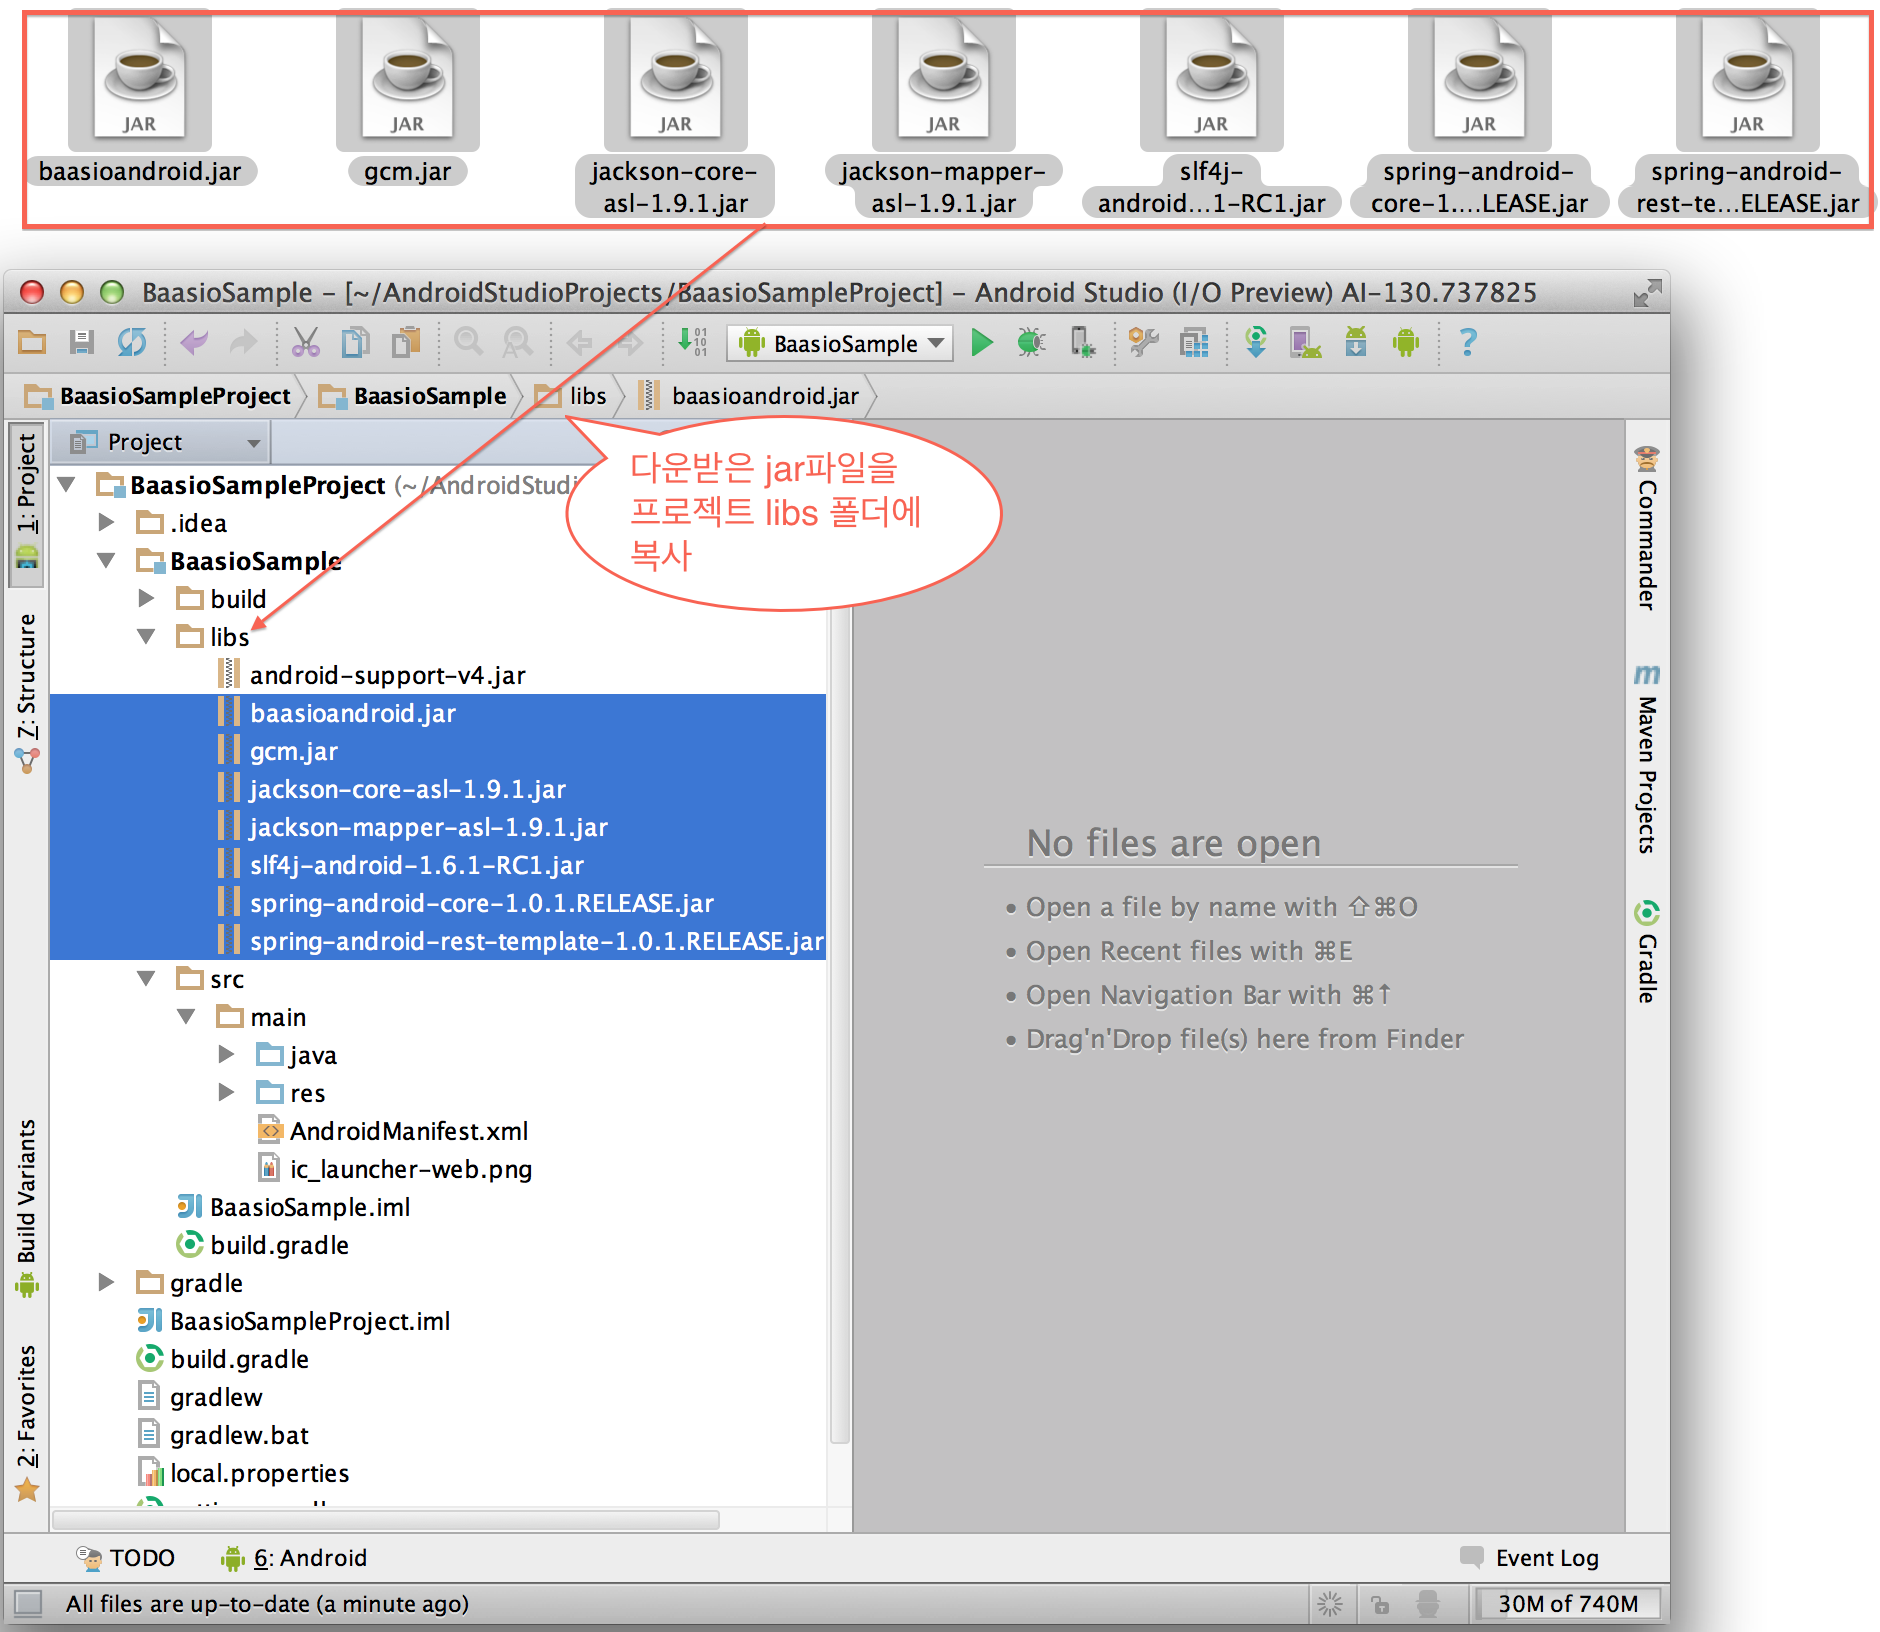 JAR JAR JAR JAR JAR JAR JAR
baasioandroid.jar gcm.jar jackson-core- jackson-mapper- slf4j- spring-android- spring-android-
asl-1.9.1.jar asl-1.9.1.jar android...1-RC1.jar core-1....LEASE.jar rest-te...ELEASE.jar
BaasioSample – [~/AndroidStudioProjects/BaasioSampleProject] – Android Studio (I/O Preview) AI-130.737825
BaasioSample
BaasioSampleProject BaasioSample libs baasioandroid.jar
Project
다운받은 jar파일을
프로젝트 libs 폴더에
복사
BaasioSampleProject (~/AndroidStudi
.idea
BaasioSample
build
libs
android-support-v4.jar
baasioandroid.jar
gcm.jar
jackson-core-asl-1.9.1.jar
jackson-mapper-asl-1.9.1.jar
slf4j-android-1.6.1-RC1.jar
spring-android-core-1.0.1.RELEASE.jar
spring-android-rest-template-1.0.1.RELEASE.jar
src
main
java
res
AndroidManifest.xml
ic_launcher-web.png
BaasioSample.iml
build.gradle
gradle
BaasioSampleProject.iml
build.gradle
gradlew
gradlew.bat
local.properties
1: Project
7: Structure
Build Variants
2: Favorites
No files are open
• Open a file by name with ⇧⌘O
• Open Recent files with ⌘E
• Open Navigation Bar with ⌘↑
• Drag'n'Drop file(s) here from Finder
Commander
Maven Projects
Gradle
TODO 6: Android Event Log
All files are up-to-date (a minute ago) 30M of 740M